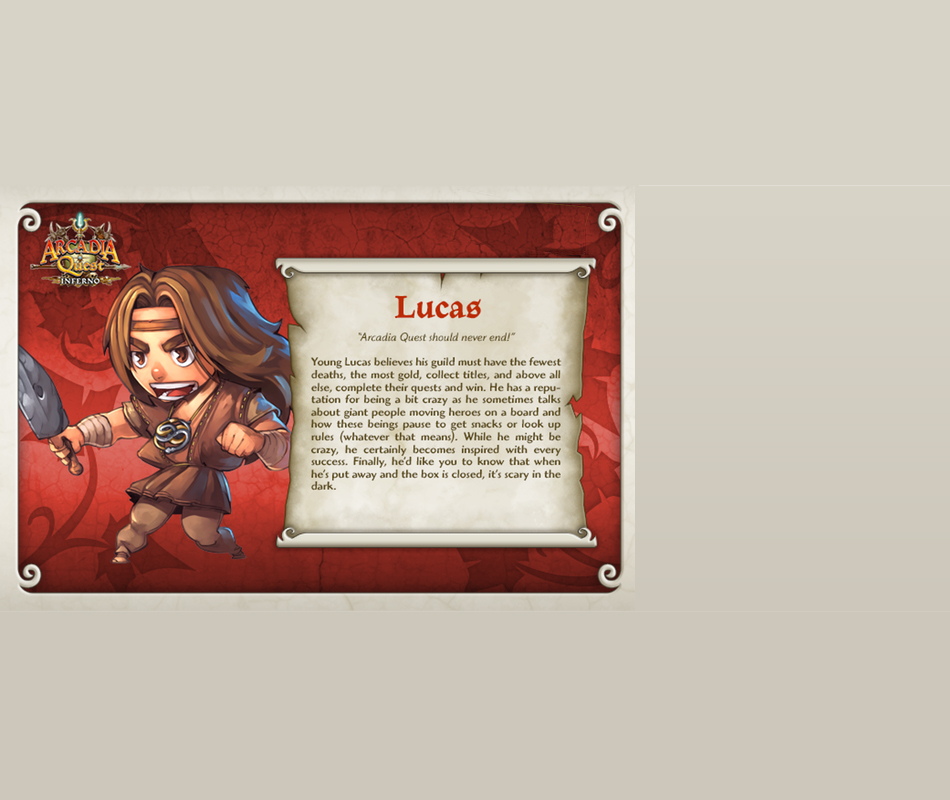 ARCADIA
Quest
INFERNO
Lucas
"Arcadia Quest should never end!"
Young Lucas believes his guild must have the fewest
deaths, the most gold, collect titles, and above all
else, complete their quests and win. He has a repu-
tation for being a bit crazy as he sometimes talks
about giant people moving heroes on a board and
how these beings pause to get snacks or look up
rules (whatever that means). While he might be
crazy, he certainly becomes inspired with every
success. Finally, he'd like you to know that when
he's put away and the box is closed, it's scary in the
dark.